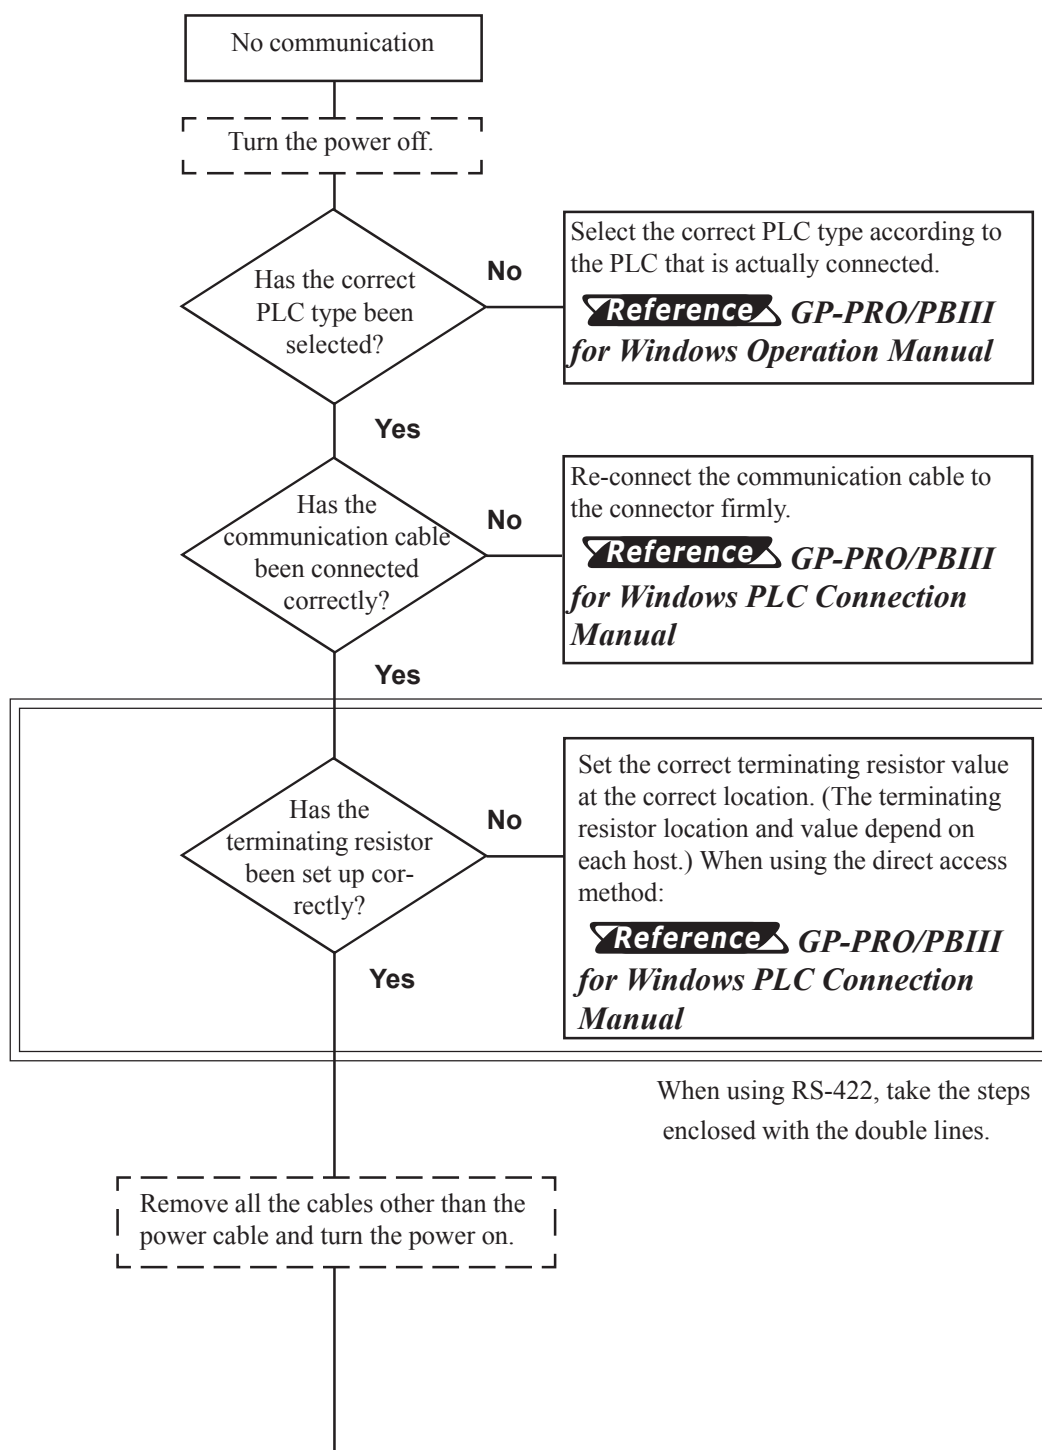 No communication
Turn the power off.
Has the correct
PLC type been
selected?
No
Select the correct PLC type according to
the PLC that is actually connected.
Reference GP-PRO/PBIII
for Windows Operation Manual
Yes
Has the
communication cable
been connected
correctly?
No
Re-connect the communication cable to
the connector firmly.
Reference GP-PRO/PBIII
for Windows PLC Connection
Manual
Yes
Has the
terminating resistor
been set up cor-
rectly?
No
Set the correct terminating resistor value
at the correct location. (The terminating
resistor location and value depend on
each host.) When using the direct access
method:
Reference GP-PRO/PBIII
for Windows PLC Connection
Manual
Yes
When using RS-422, take the steps
enclosed with the double lines.
Remove all the cables other than the
power cable and turn the power on.